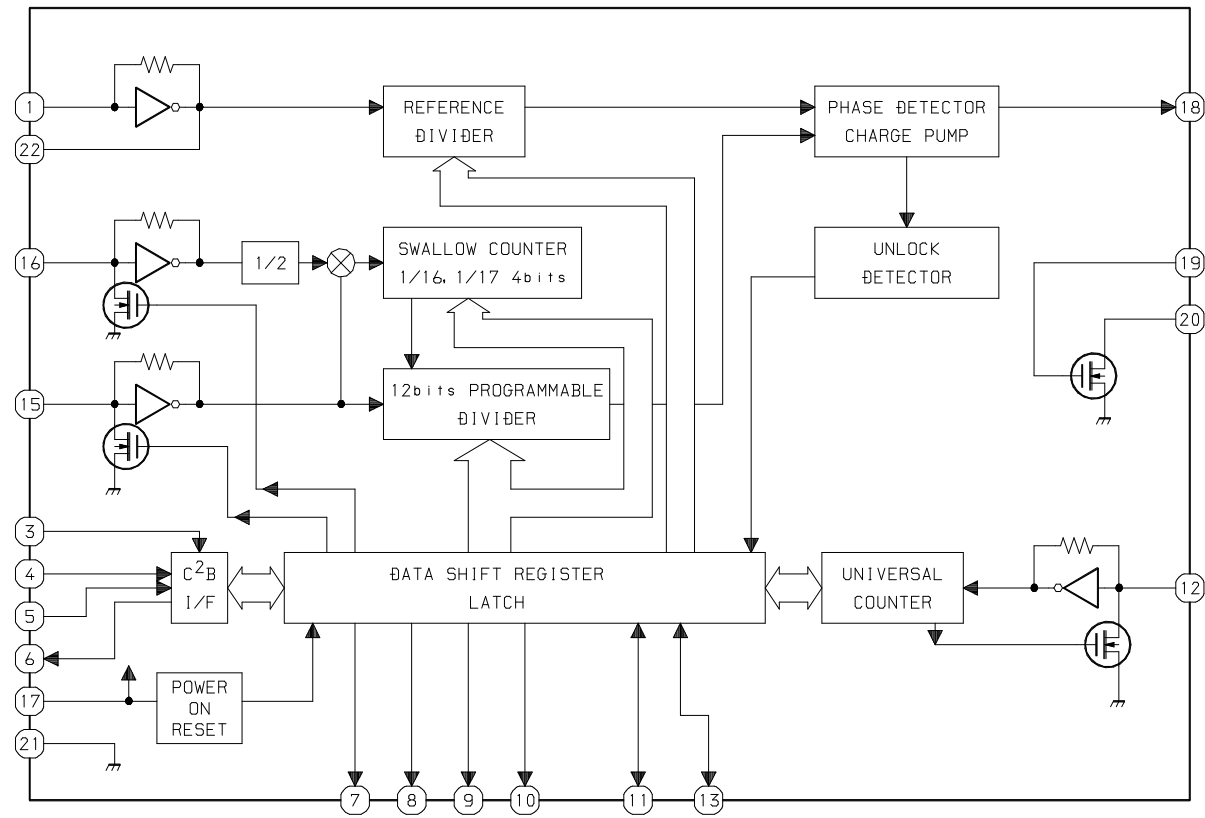 1
REFERENCE
DIVIDER
PHASE DETECTOR
CHARGE PUMP
18
22
16
1/2
SWALLOW COUNTER
1/16, 1/17 4bits
UNLOCK
DETECTOR
19
20
15
12bits PROGRAMMABLE
DIVIDER
3
4
5
6
C²B
I/F
DATA SHIFT REGISTER
LATCH
UNIVERSAL
COUNTER
12
17
POWER
ON
RESET
21
7
8
9
10
11
13